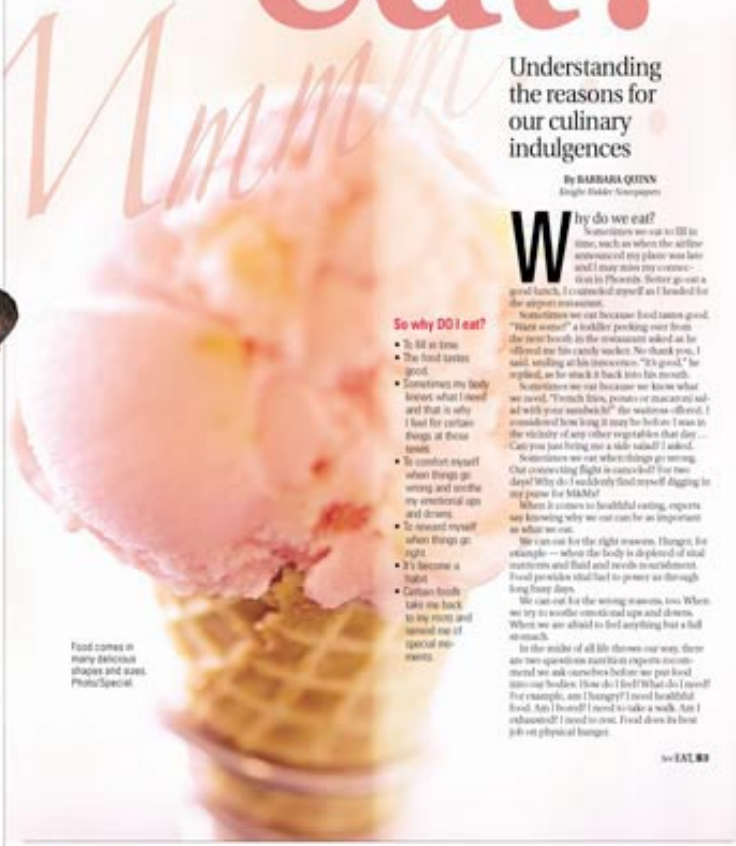 eat?
Mmmmm
Understanding
the reasons for
our culinary
indulgences
By BARBARA QUINN
Knight Ridder Newspapers
Why do we eat?
Sometimes we eat to fill in
time, such as when the airline
announced my plane was late
and I may miss my connec-
tion in Phoenix. Better go eat a
good lunch, I counseled myself as I headed for
the airport restaurant.
Sometimes we eat because food tastes good.
"Want some?" a toddler peeking over from
the next booth in the restaurant asked as he
offered me his candy sucker. No thank you, I
said, smiling at his innocence. "It's good," he
replied, as he stuck it back into his mouth.
Sometimes we eat because we know what
we need. "French fries, potato or macaroni sal-
ad with your sandwich?" the waitress offered. I
considered how long it may be before I was in
the vicinity of any other vegetables that day ...
Can you just bring me a side salad? I asked.
Sometimes we eat when things go wrong.
Our connecting flight is canceled? For two
days? Why do I suddenly find myself digging in
my purse for M&Ms?
When it comes to healthful eating, experts
say knowing why we eat can be as important
as what we eat.
We can eat for the right reasons. Hunger, for
example — when the body is depleted of vital
nutrients and fluid and needs nourishment.
Food provides vital fuel to power us through
long busy days.
We can eat for the wrong reasons, too. When
we try to soothe emotional ups and downs.
When we are afraid to feel anything but a full
stomach.
In the midst of all life throws our way, there
are two questions nutrition experts recom-
mend we ask ourselves before we put food
into our bodies: How do I feel? What do I need?
For example, am I hungry? I need healthful
food. Am I bored? I need to take a walk. Am I
exhausted? I need to rest. Food does its best
job on physical hunger.
See EAT, B3
So why DO I eat?
• To fill in time.
• The food tastes
good.
• Sometimes my body
knows what I need
and that is why
I feel for certain
things at those
times.
• To comfort myself
when things go
wrong and soothe
my emotional ups
and downs.
• To reward myself
when things go
right.
• It's become a
habit.
• Certain foods
take me back
to my roots and
remind me of
special mo-
ments.
Food comes in
many delicious
shapes and sizes.
Photo/Special.